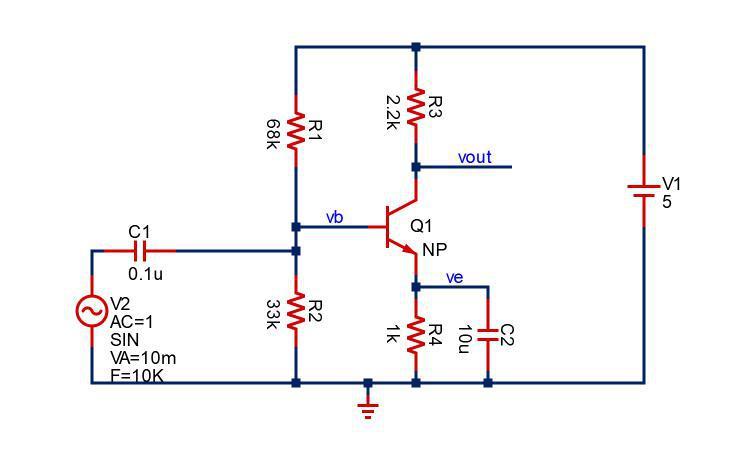 R3
2.2k
R1
68k
vout
V1
5
vb
Q1
NP
C1
0.1u
ve
V2
AC=1
SIN
VA=10m
F=10K
R2
33k
R4
1k
C2
10u